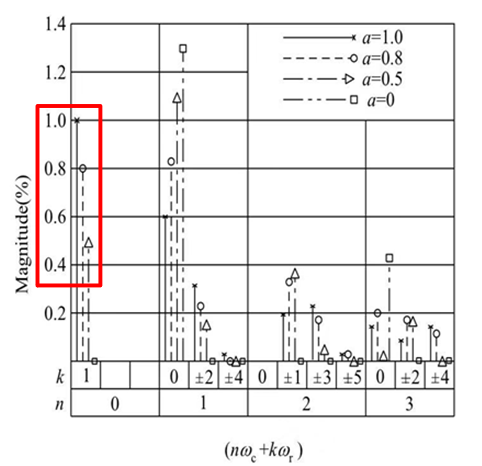 1.4
a=1.0
a=0.8
1.2
a=0.5
a=0
1.0
0.8
0.6
0.4
0.2
Magnitude(%)
k 1 0 ±2 ±4 0 ±1 ±3 ±5 0 ±2 ±4
n 0 1 2 3
(nωc+kωr)